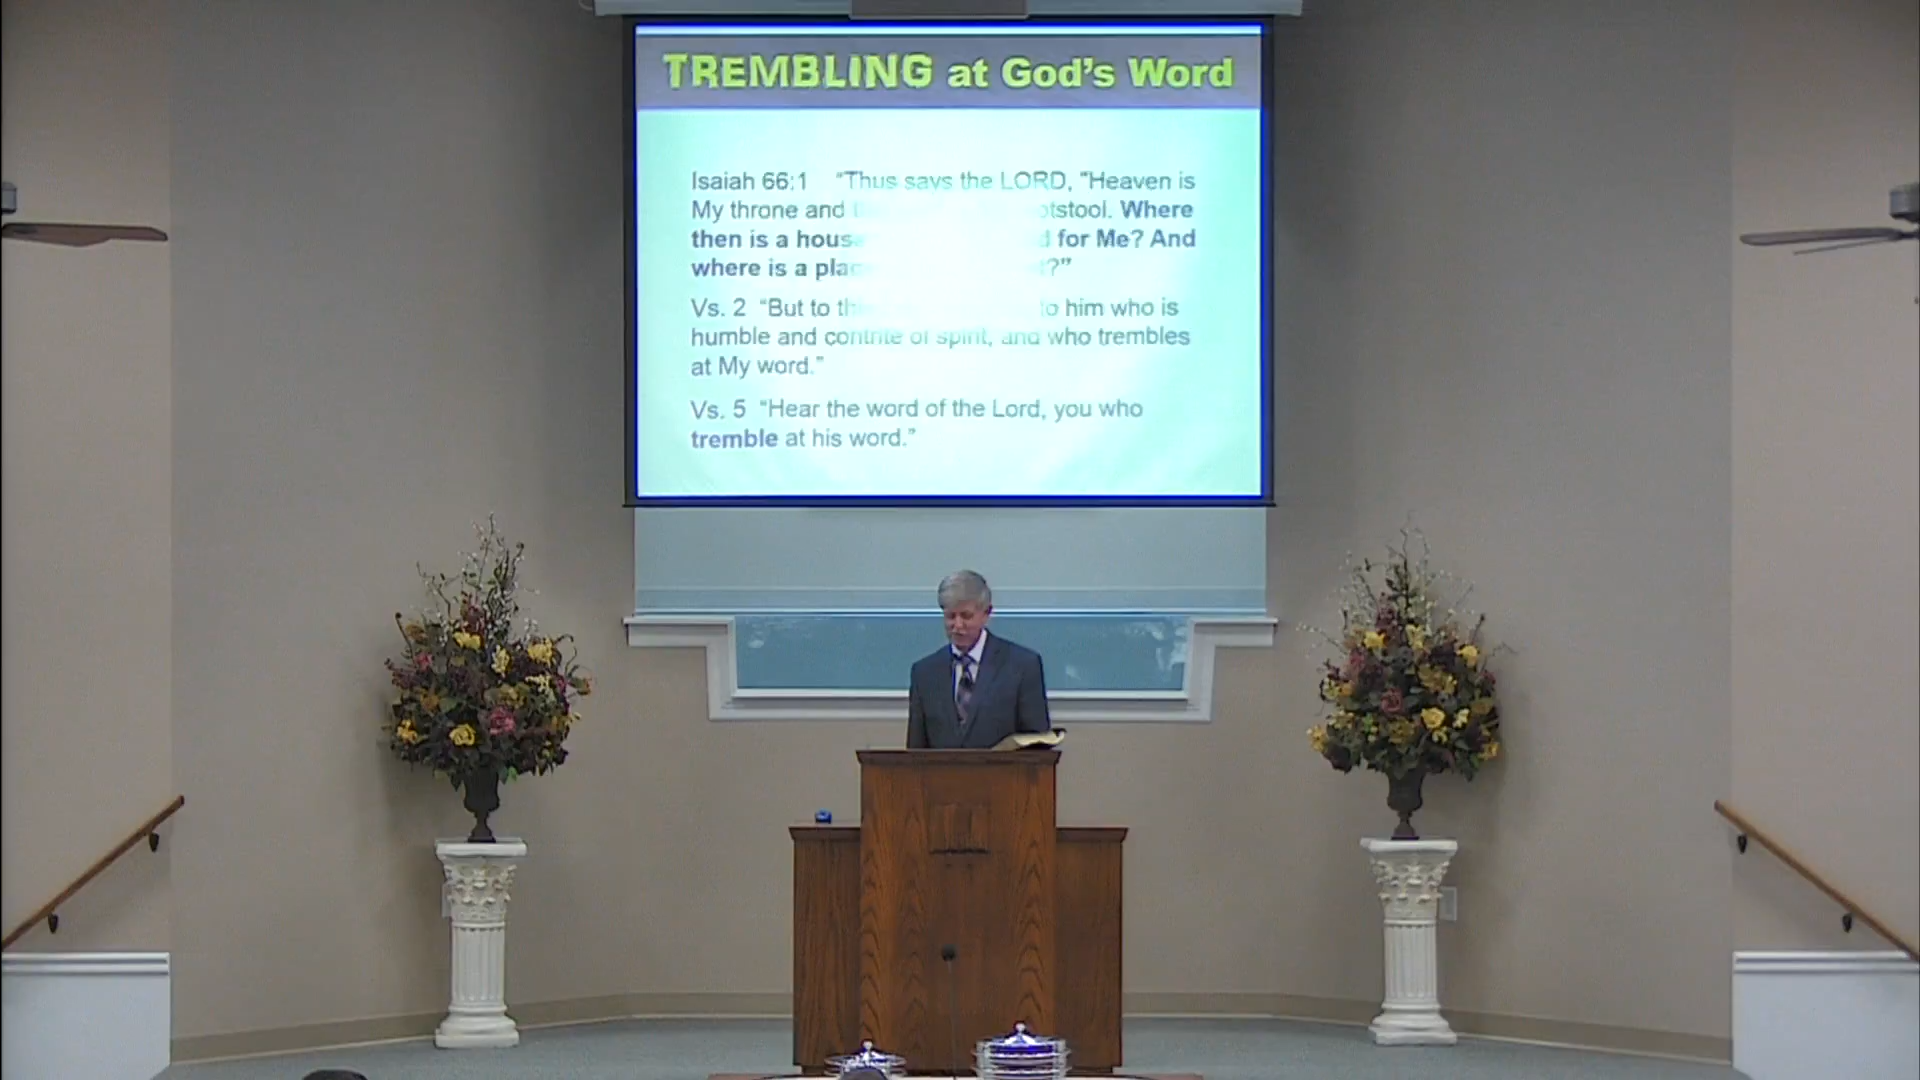 TREMBLING at God's Word
Isaiah 66:1 "Thus says the LORD, "Heaven is
My throne and otstool. Where
then is a hous for Me? And
where is a plac ?"
Vs. 2 "But to th to him who is
humble and contrite of spirit, and who trembles
at My word."
Vs. 5 "Hear the word of the Lord, you who
tremble at his word."